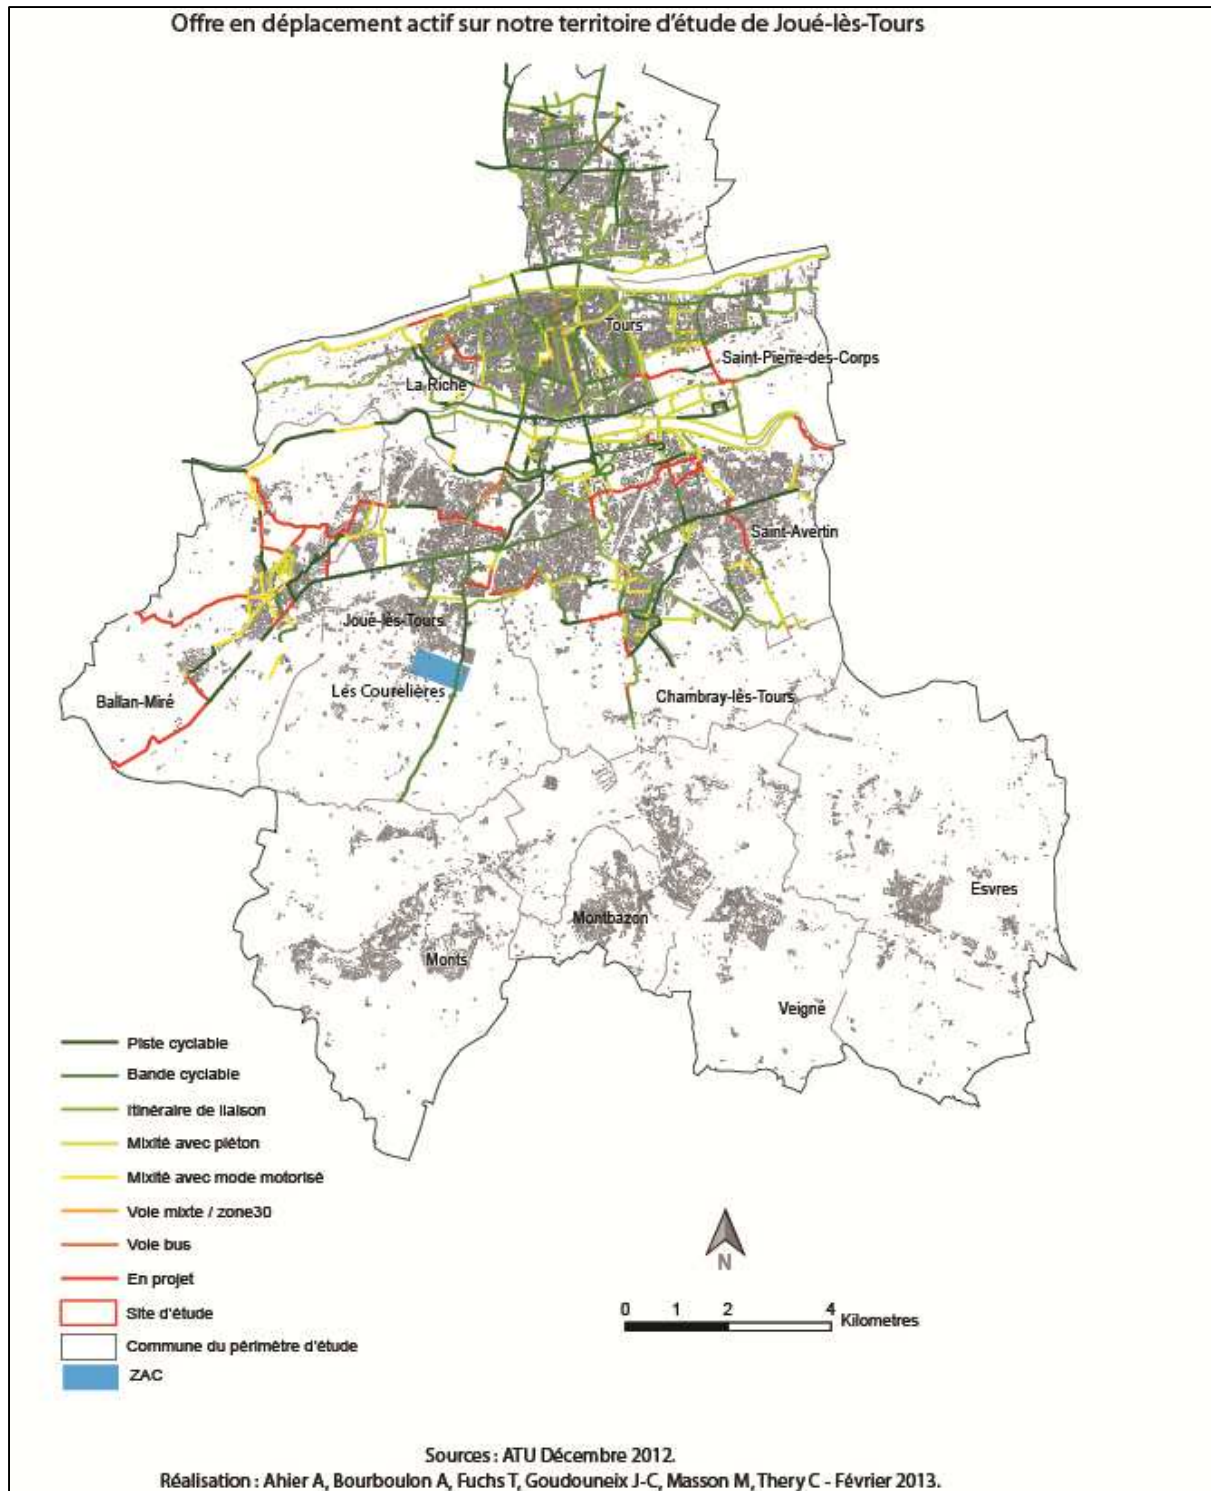 Offre en déplacement actif sur notre territoire d'étude de Joué-lès-Tours
Tours
Saint-Pierre-des-Corps
La Riche
Saint-Avertin
Joué-lès-Tours
Les Courelières
Ballan-Miré
Chambray-lès-Tours
Esvres
Montbazon
Monts
Veigné
Piste cyclable
Bande cyclable
Itinéraire de liaison
Mixité avec piéton
Mixité avec mode motorisé
Voie mixte / zone30
Voie bus
En projet
Site d'étude
Commune du périmètre d'étude
ZAC
N
0 1 2 4 Kilometres
Sources : ATU Décembre 2012.
Réalisation : Ahier A, Bourboulon A, Fuchs T, Goudouneix J-C, Masson M, Thery C - Février 2013.